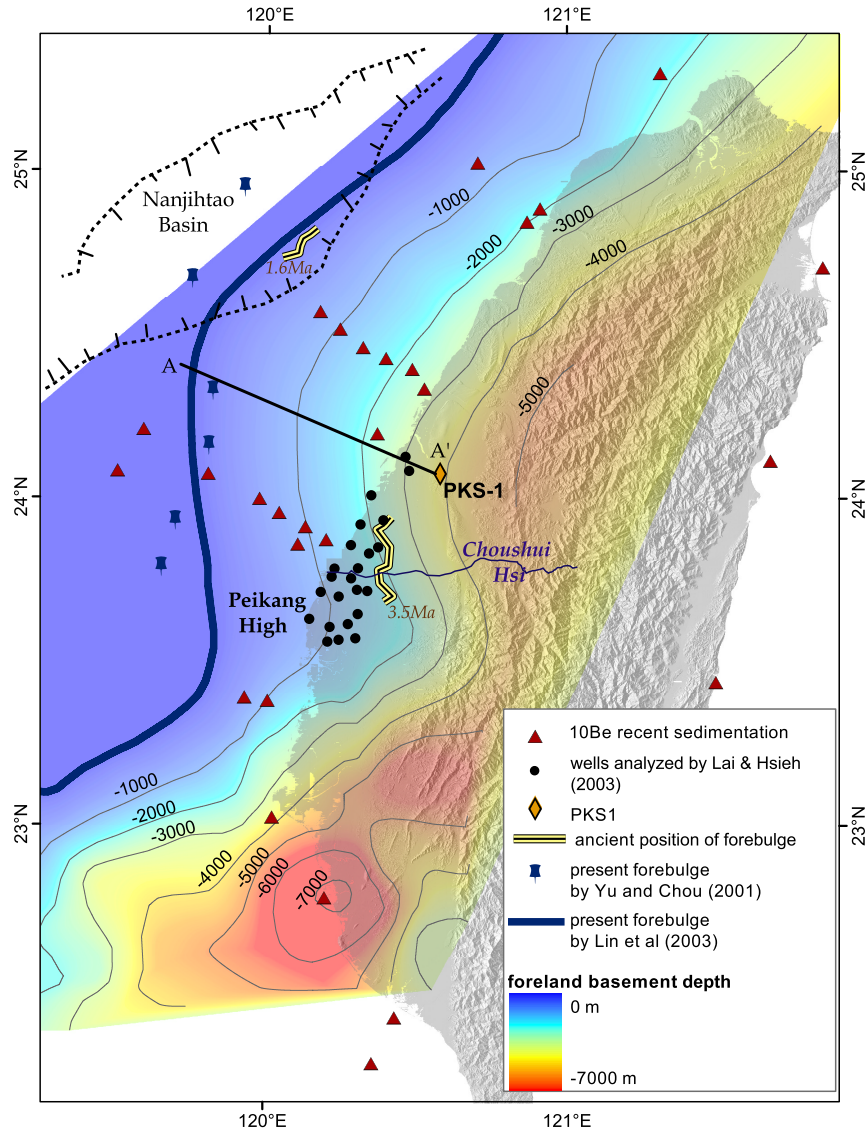 120°E
121°E
25°N
25°N
Nanjihtao
Basin
-1000
-3000
-2000
-4000
1.6Ma
A
-5000
A'
PKS-1
24°N
24°N
Choushui
Hsi
Peikang
High
3.5Ma
-1000
-2000
-3000
-4000
-5000
-6000
-7000
23°N
23°N
10Be recent sedimentation
wells analyzed by Lai & Hsieh
(2003)
PKS1
ancient position of forebulge
present forebulge
by Yu and Chou (2001)
present forebulge
by Lin et al (2003)
foreland basement depth
0 m
-7000 m
120°E
121°E